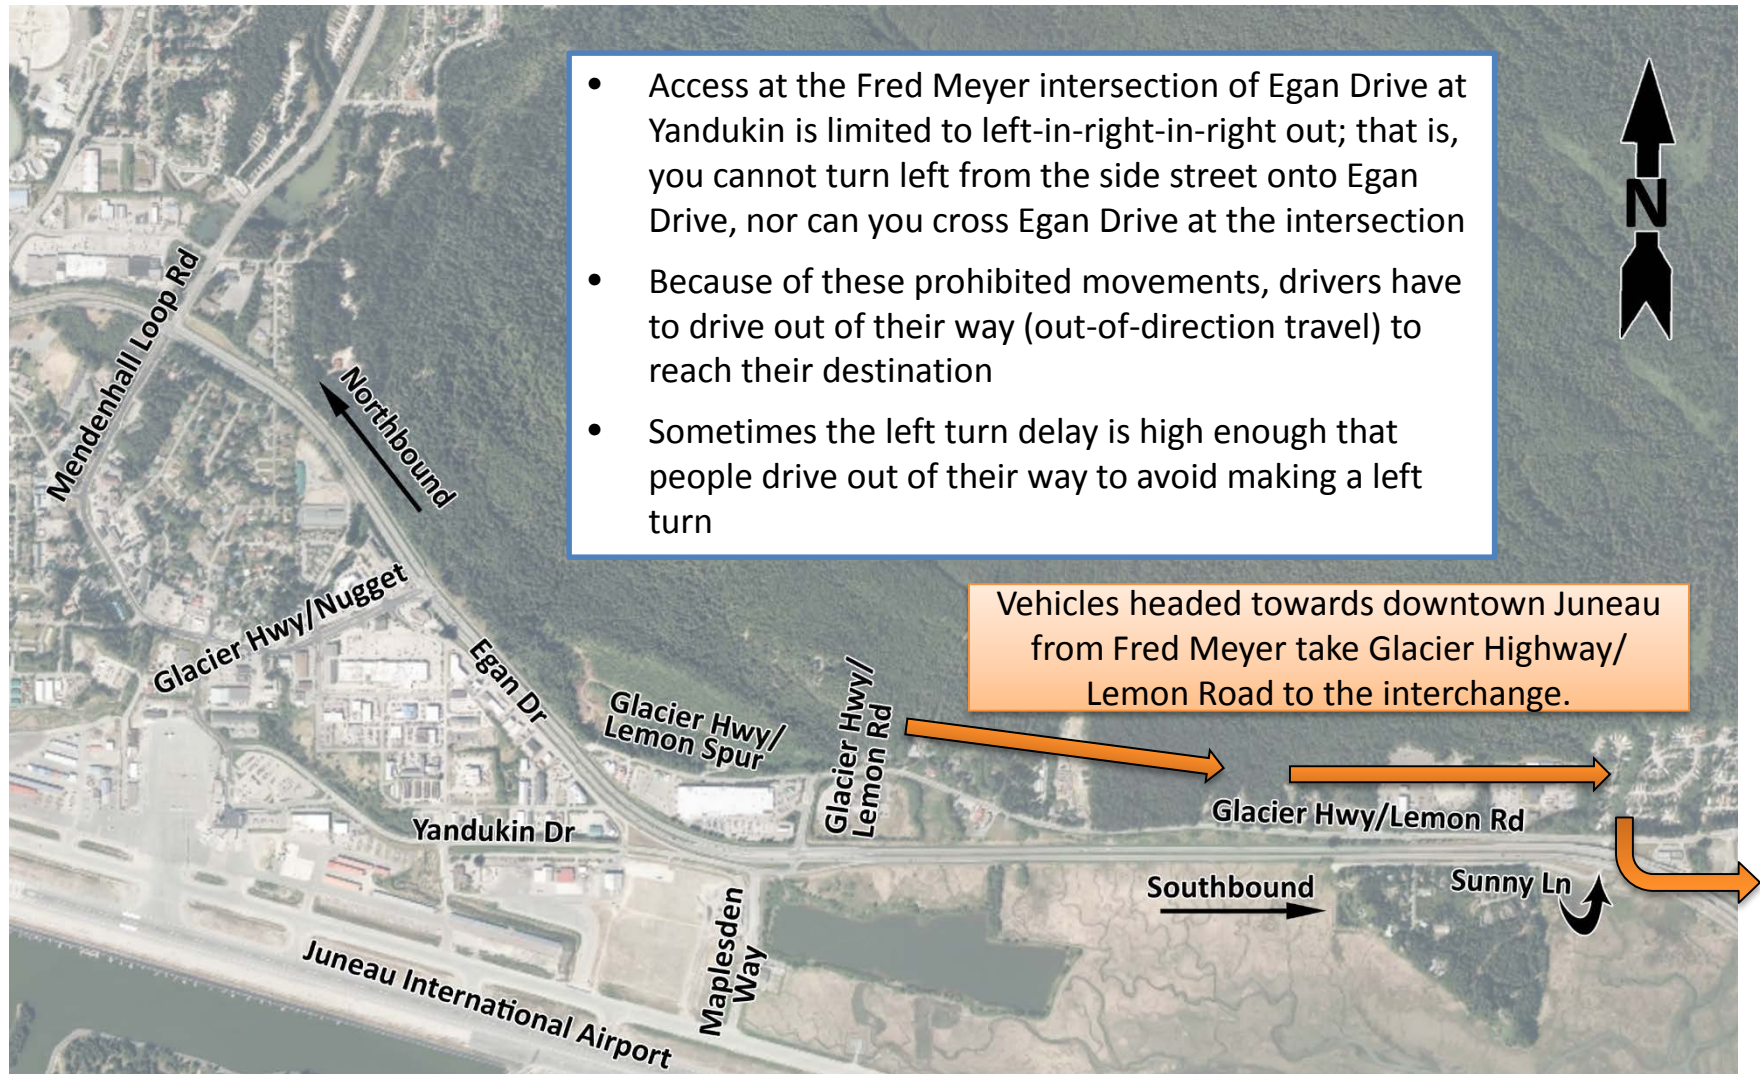 • Access at the Fred Meyer intersection of Egan Drive at
Yandukin is limited to left-in-right-in-right out; that is,
you cannot turn left from the side street onto Egan
Drive, nor can you cross Egan Drive at the intersection
• Because of these prohibited movements, drivers have
to drive out of their way (out-of-direction travel) to
reach their destination
• Sometimes the left turn delay is high enough that
people drive out of their way to avoid making a left
turn
N
Mendenhall Loop Rd
Northbound
Vehicles headed towards downtown Juneau
from Fred Meyer take Glacier Highway/
Lemon Road to the interchange.
Glacier Hwy/Nugget
Egan Dr
Glacier Hwy/
Lemon Spur
Glacier Hwy/
Lemon Rd
Glacier Hwy/Lemon Rd
Yandukin Dr
Southbound
Sunny Ln
Maplesden
Way
Juneau International Airport